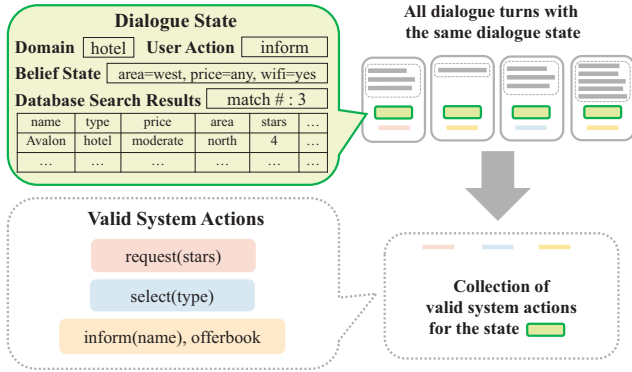 Dialogue State
Domain hotel User Action inform
Belief State area=west, price=any, wifi=yes
Database Search Results match # : 3
name type price area stars …
Avalon hotel moderate north 4 …
… … … … … …
All dialogue turns with
the same dialogue state
Valid System Actions
request(stars)
select(type)
inform(name), offerbook
Collection of
valid system actions
for the state